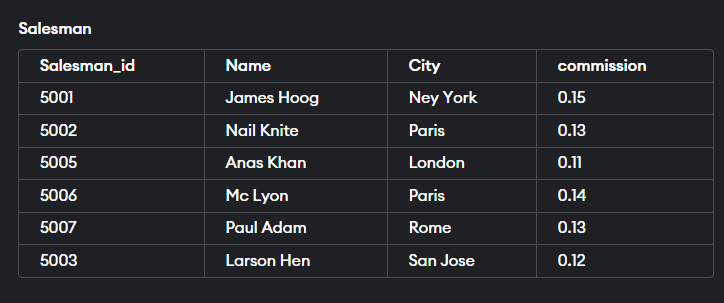 Salesman
Salesman_id Name City commission
5001 James Hoog Ney York 0.15
5002 Nail Knite Paris 0.13
5005 Anas Khan London 0.11
5006 Mc Lyon Paris 0.14
5007 Paul Adam Rome 0.13
5003 Larson Hen San Jose 0.12